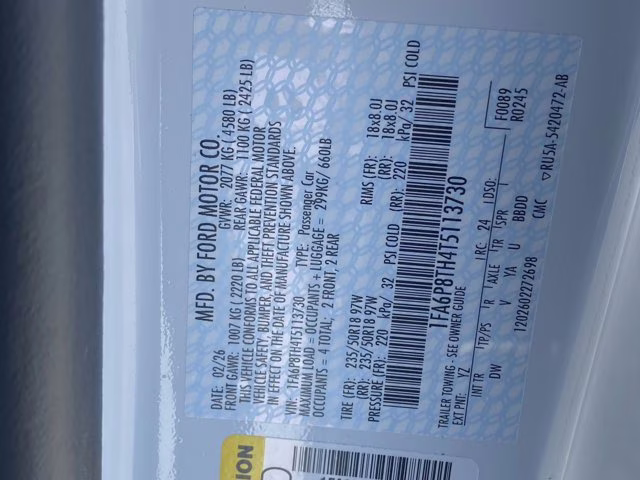 MFD. BY FORD MOTOR CO.
DATE: 02/26 GVWR: 2077 KG ( 4580 LB)
FRONT GAWR: 1007 KG ( 2220LB) REAR GAWR: 1100 KG ( 2425 LB)
THIS VEHICLE CONFORMS TO ALL APPLICABLE FEDERAL MOTOR
VEHICLE SAFETY, BUMPER, AND THEFT PREVENTION STANDARDS
IN EFFECT ON THE DATE OF MANUFACTURE SHOWN ABOVE.
VIN: 1FA6P8TH4T5113730 TYPE: Passenger Car
MAXIMUM LOAD = OCCUPANTS + LUGGAGE = 299KG/ 660LB
OCCUPANTS = 4 TOTAL, 2 FRONT, 2 REAR
TIRE (FR): 235/50R18 97W RIMS (FR): 18x8.0J
(RR): 235/50R18 97W (RR): 18x8.0J
PRESSURE (FR): 220 kPa/ 32 PSI COLD (RR): 220 kPa/ 32 PSI COLD
1FA6P8TH4T5113730
TRAILER TOWING - SEE OWNER GUIDE
EXT PNT: YZ RC: 24 LDSO: F0089
R0245
INT TR TP/PS R AXLE TR SPR
DW V YA U BBDD
1202602272698 CMC ▽RU5A-5420472-AB